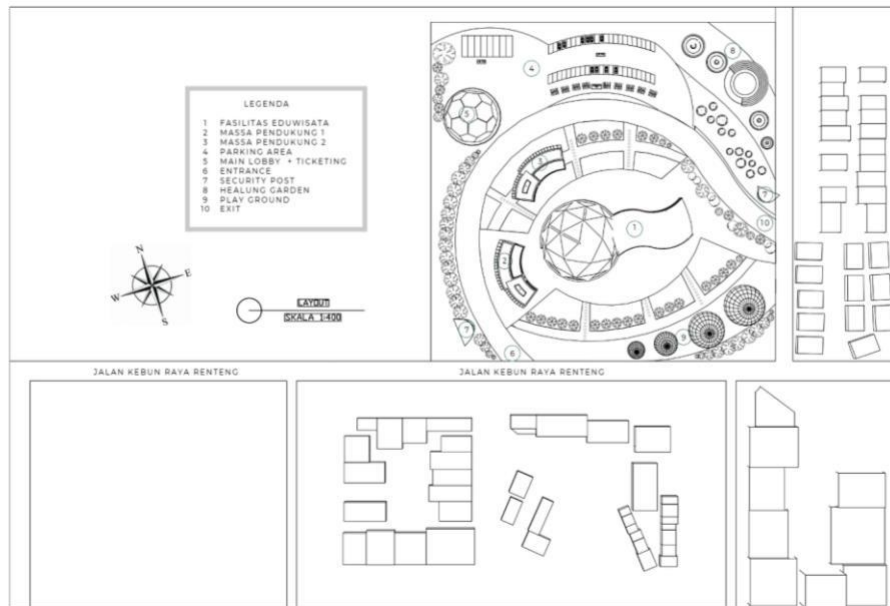 LEGENDA
1 FASILITAS EDUWISATA
2 MASSA PENDUKUNG 1
3 MASSA PENDUKUNG 2
4 PARKING AREA
5 MAIN LOBBY + TICKETING
6 ENTRANCE
7 SECURITY POST
8 HEALUNG GARDEN
9 PLAY GROUND
10 EXIT
N
E
W
S
LAYOUT
SKALA 1:400
8
4
5
3
7
10
1
2
7
9
6
JALAN KEBUN RAYA RENTENG
JALAN KEBUN RAYA RENTENG